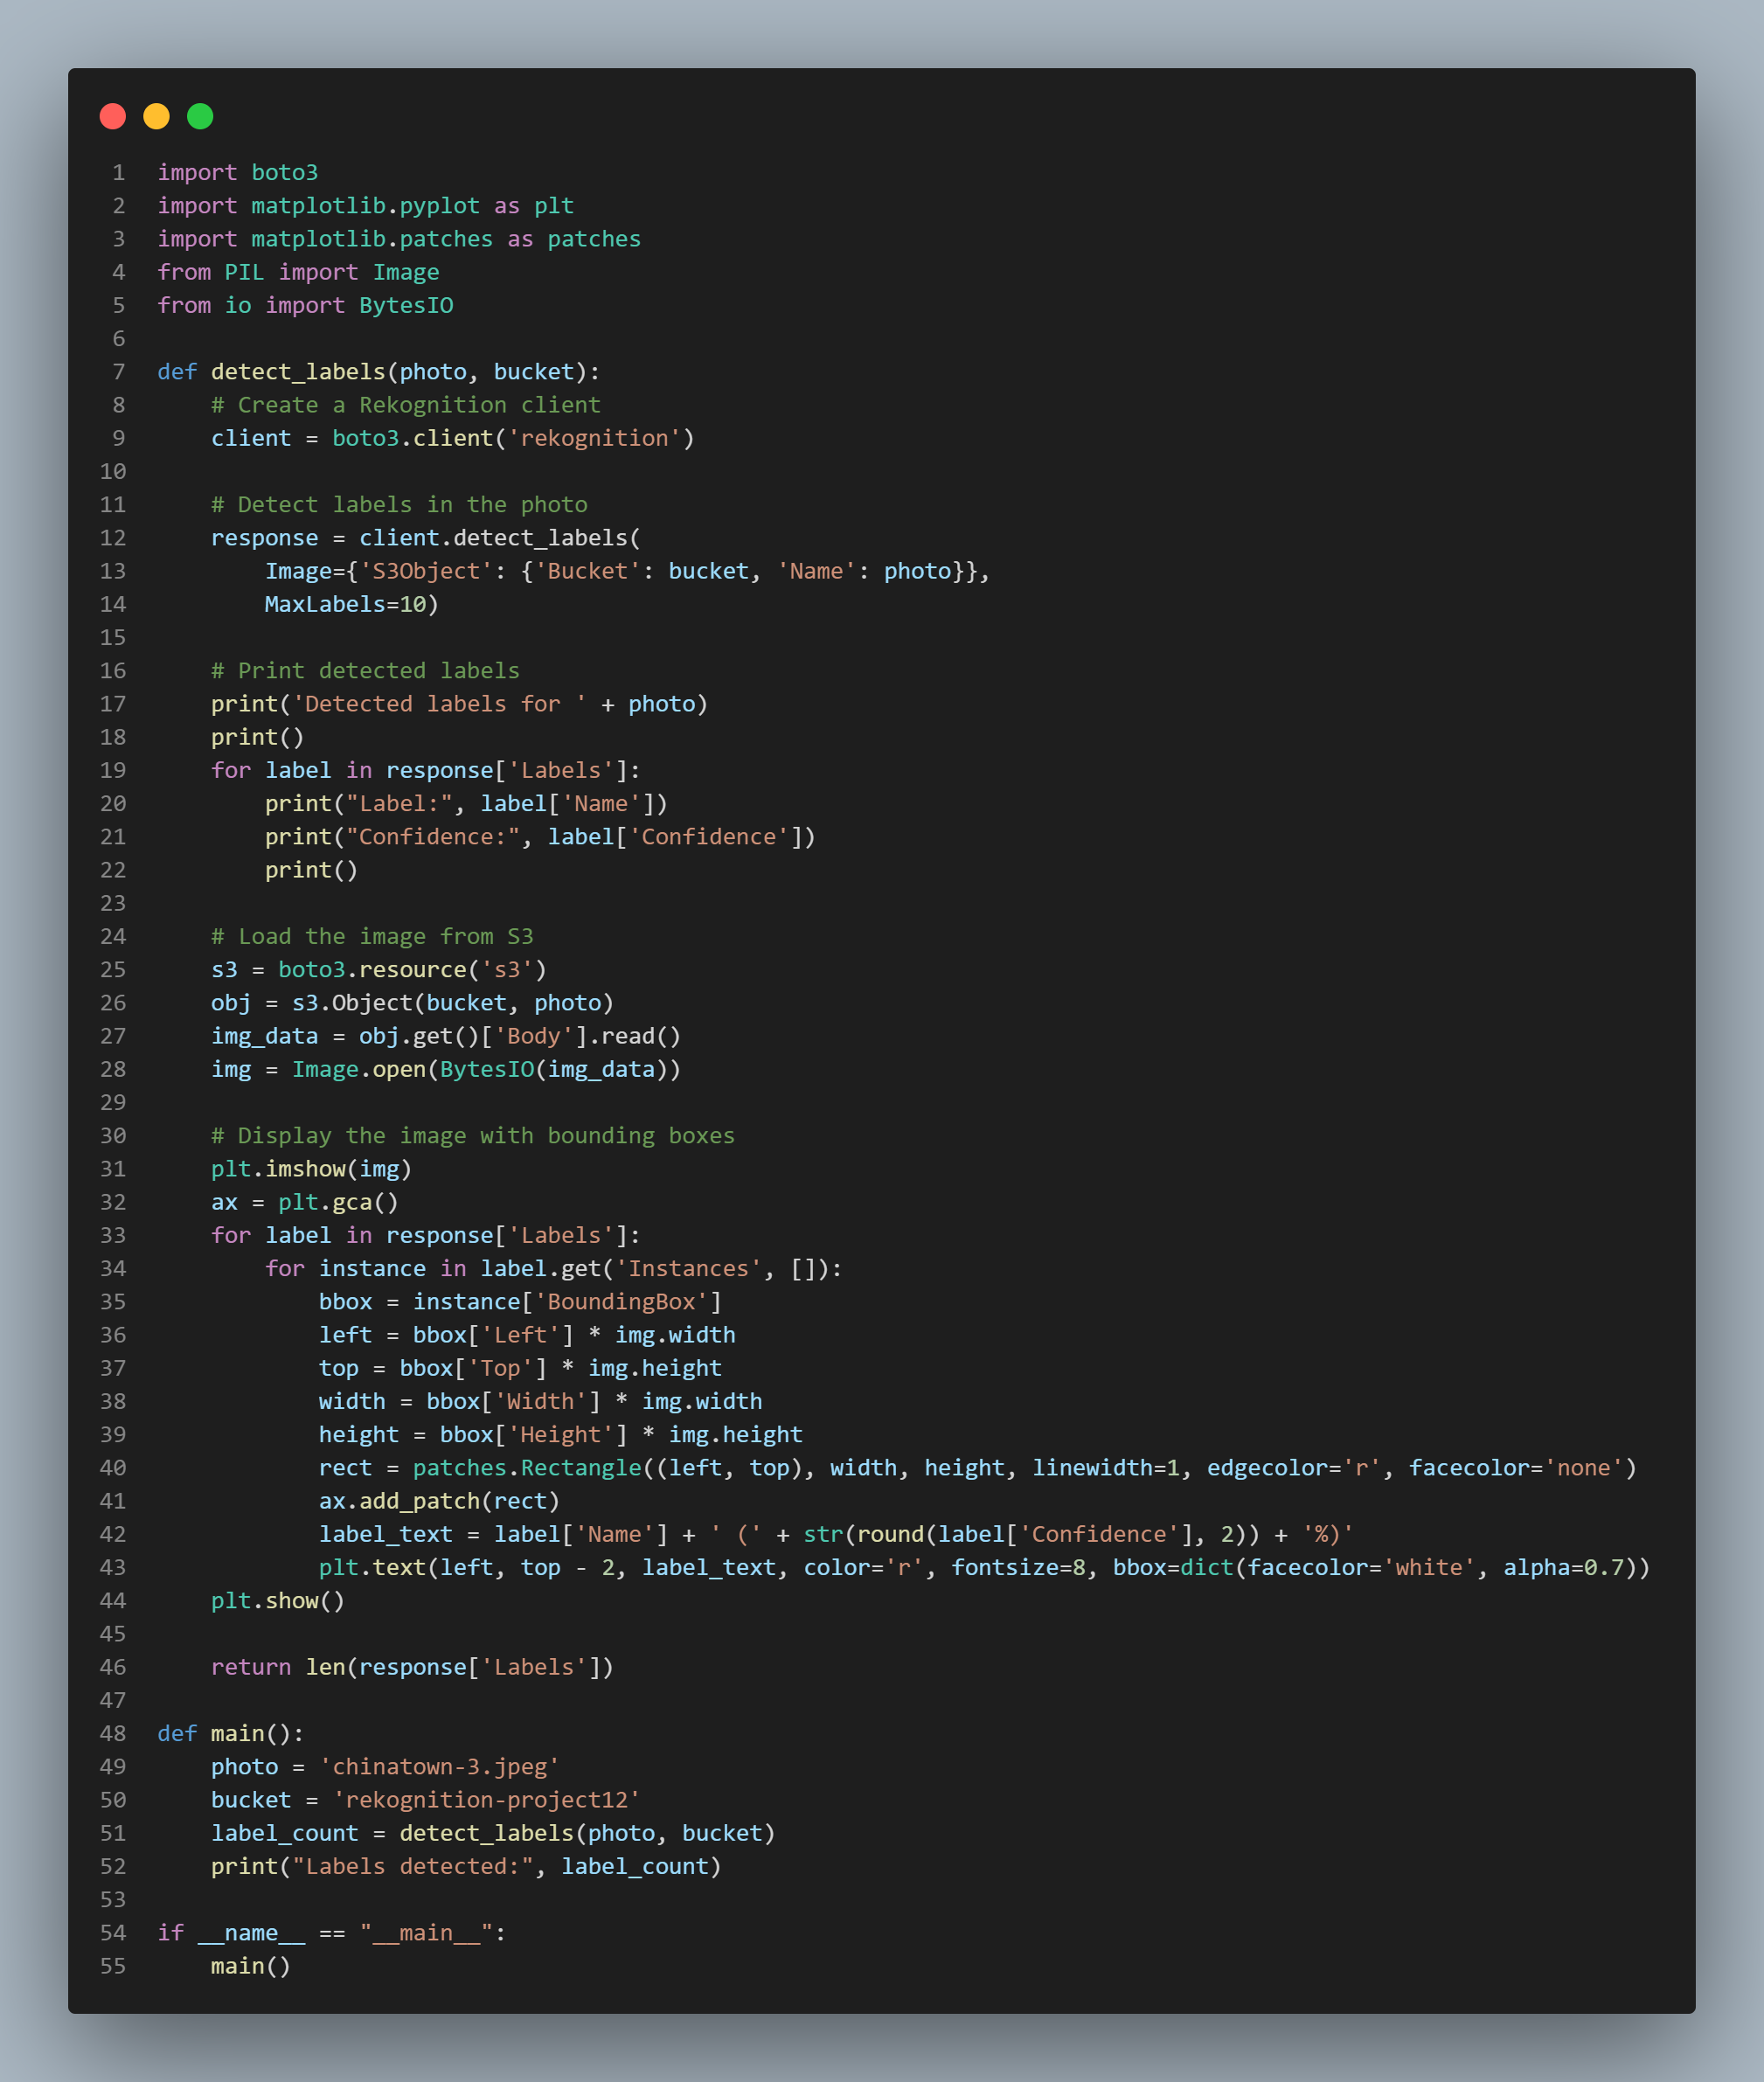 1 import boto3
2 import matplotlib.pyplot as plt
3 import matplotlib.patches as patches
4 from PIL import Image
5 from io import BytesIO
6
7 def detect_labels(photo, bucket):
8     # Create a Rekognition client
9     client = boto3.client('rekognition')
10
11     # Detect labels in the photo
12     response = client.detect_labels(
13         Image={'S3Object': {'Bucket': bucket, 'Name': photo}},
14         MaxLabels=10)
15
16     # Print detected labels
17     print('Detected labels for ' + photo)
18     print()
19     for label in response['Labels']:
20         print("Label:", label['Name'])
21         print("Confidence:", label['Confidence'])
22         print()
23
24     # Load the image from S3
25     s3 = boto3.resource('s3')
26     obj = s3.Object(bucket, photo)
27     img_data = obj.get()['Body'].read()
28     img = Image.open(BytesIO(img_data))
29
30     # Display the image with bounding boxes
31     plt.imshow(img)
32     ax = plt.gca()
33     for label in response['Labels']:
34         for instance in label.get('Instances', []):
35             bbox = instance['BoundingBox']
36             left = bbox['Left'] * img.width
37             top = bbox['Top'] * img.height
38             width = bbox['Width'] * img.width
39             height = bbox['Height'] * img.height
40             rect = patches.Rectangle((left, top), width, height, linewidth=1, edgecolor='r', facecolor='none')
41             ax.add_patch(rect)
42             label_text = label['Name'] + ' (' + str(round(label['Confidence'], 2)) + '%)'
43             plt.text(left, top - 2, label_text, color='r', fontsize=8, bbox=dict(facecolor='white', alpha=0.7))
44     plt.show()
45
46     return len(response['Labels'])
47
48 def main():
49     photo = 'chinatown-3.jpeg'
50     bucket = 'rekognition-project12'
51     label_count = detect_labels(photo, bucket)
52     print("Labels detected:", label_count)
53
54 if __name__ == "__main__":
55     main()